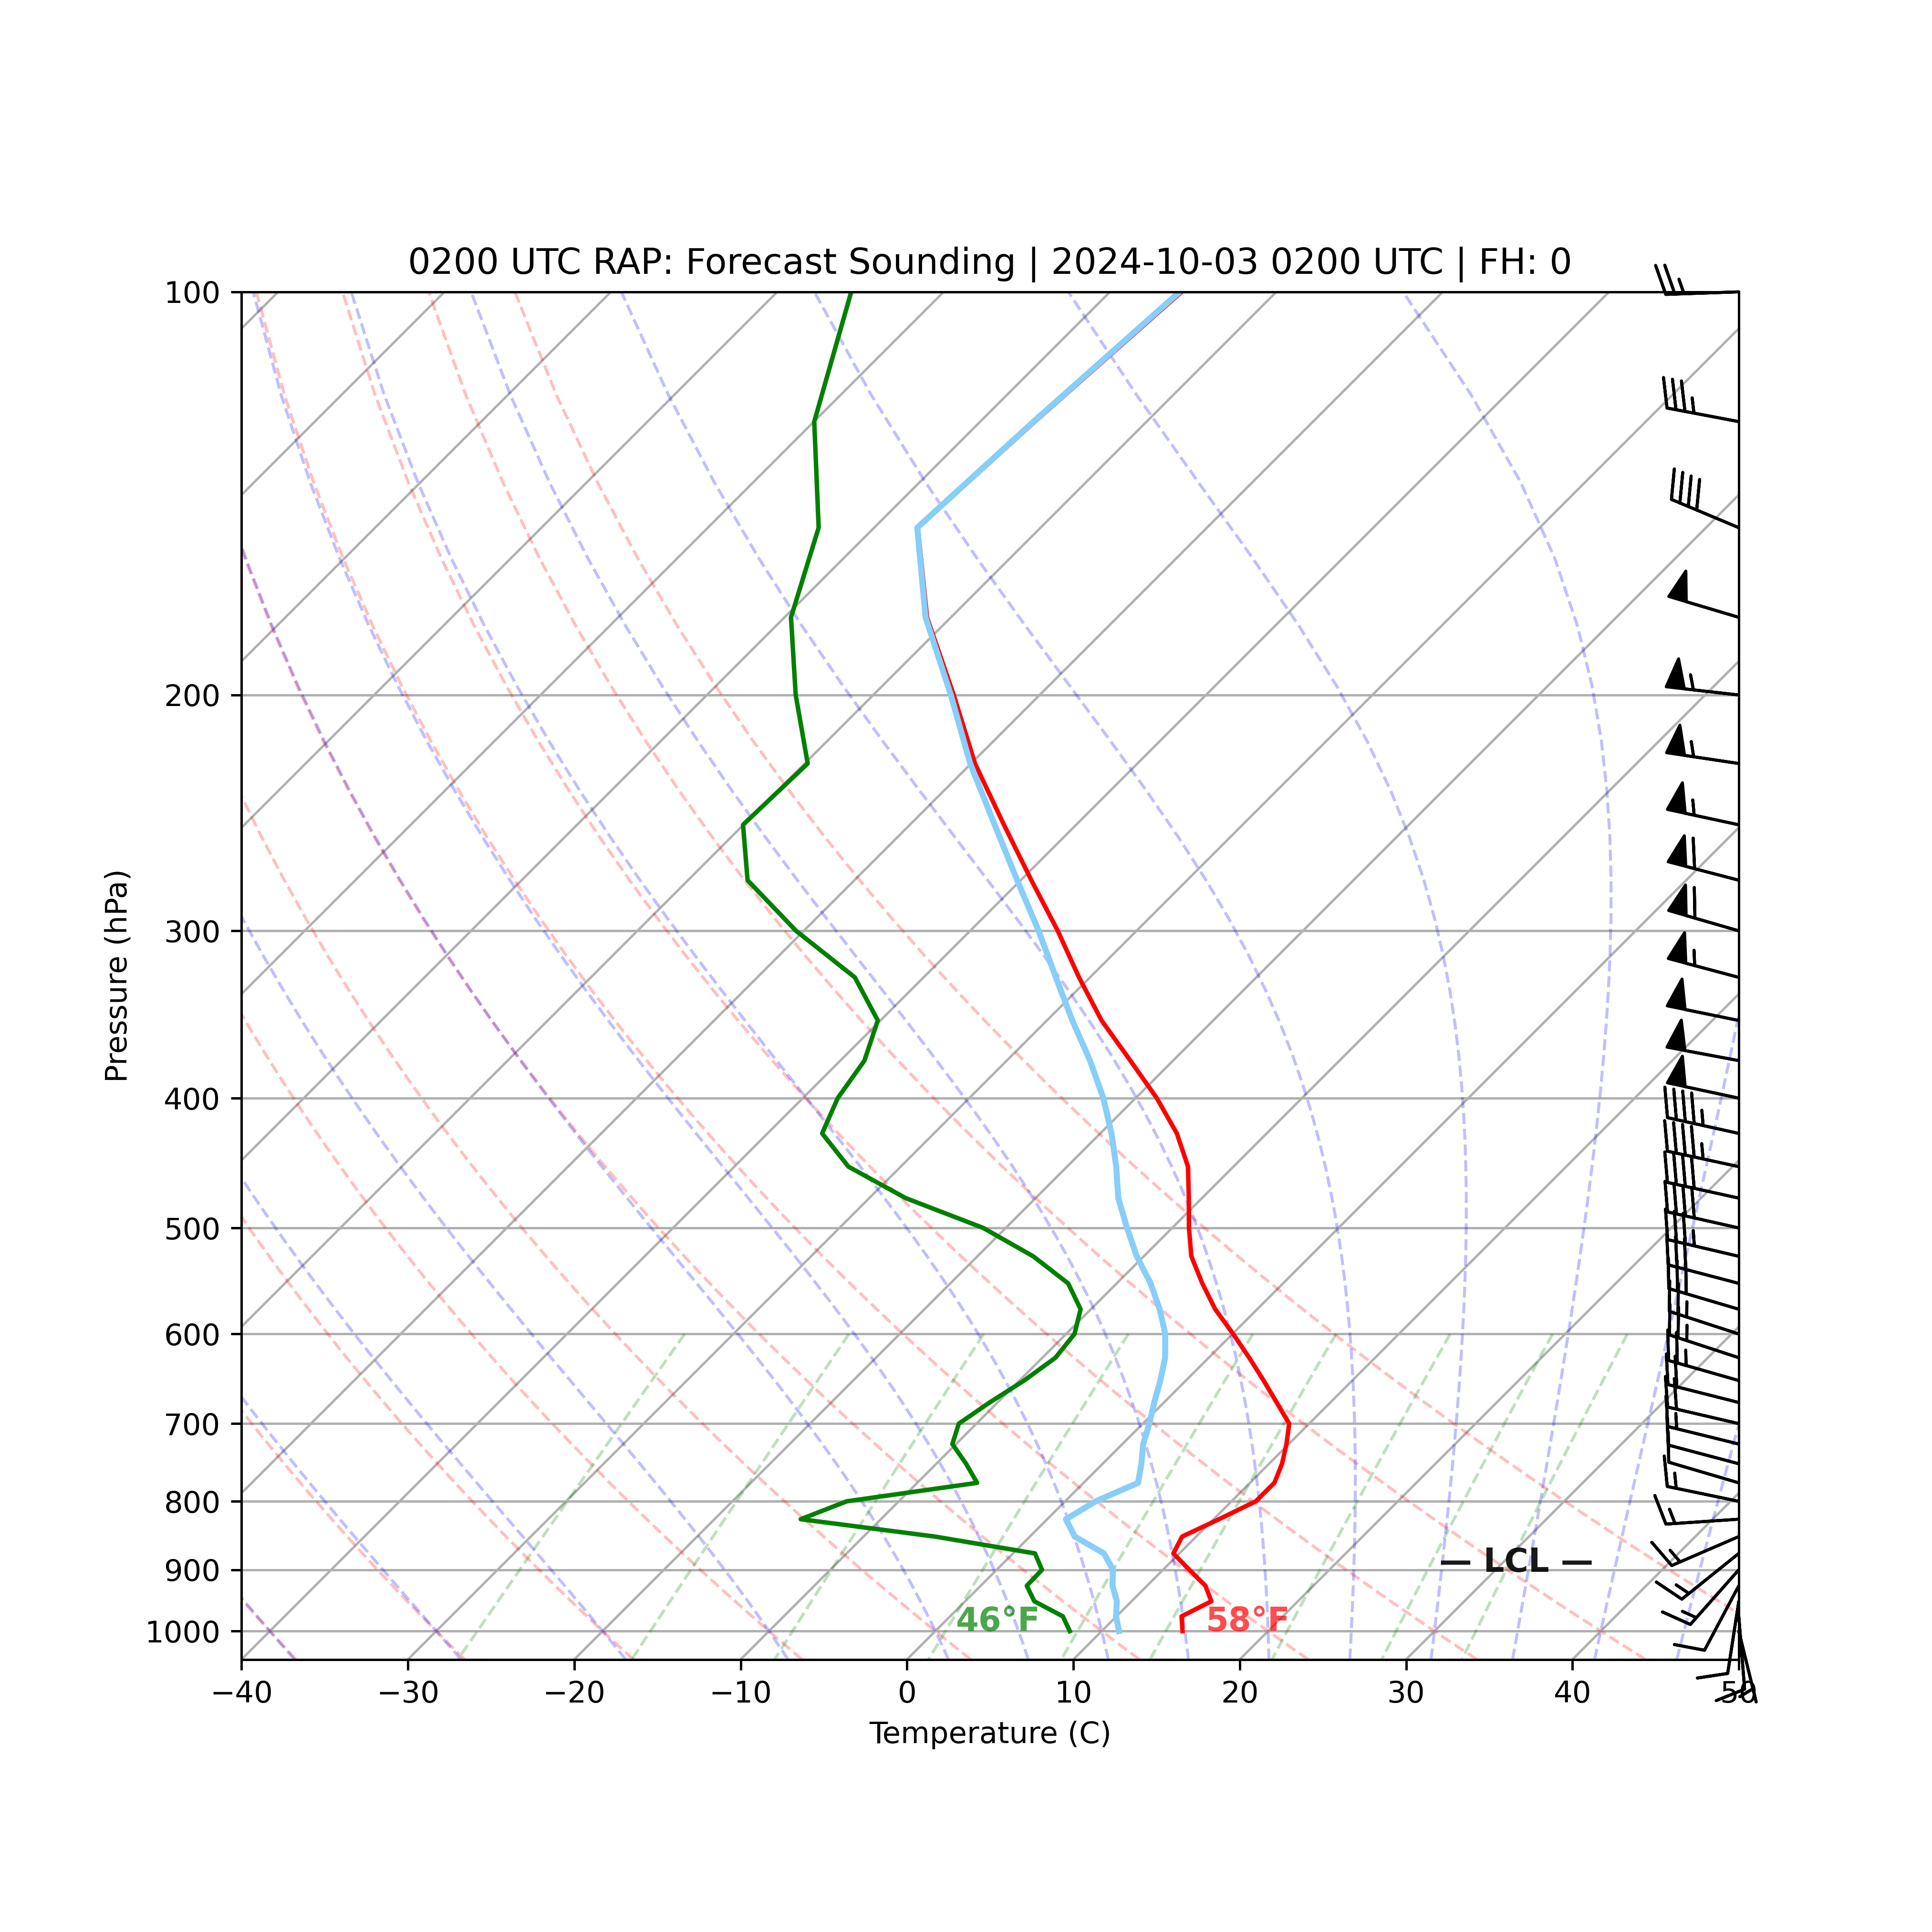 0200 UTC RAP: Forecast Sounding | 2024-10-03 0200 UTC | FH: 0
100
200
300
400
500
600
700
800
900
1000
Pressure (hPa)
— LCL —
46°F
58°F
−40 −30 −20 −10 0 10 20 30 40 50
Temperature (C)